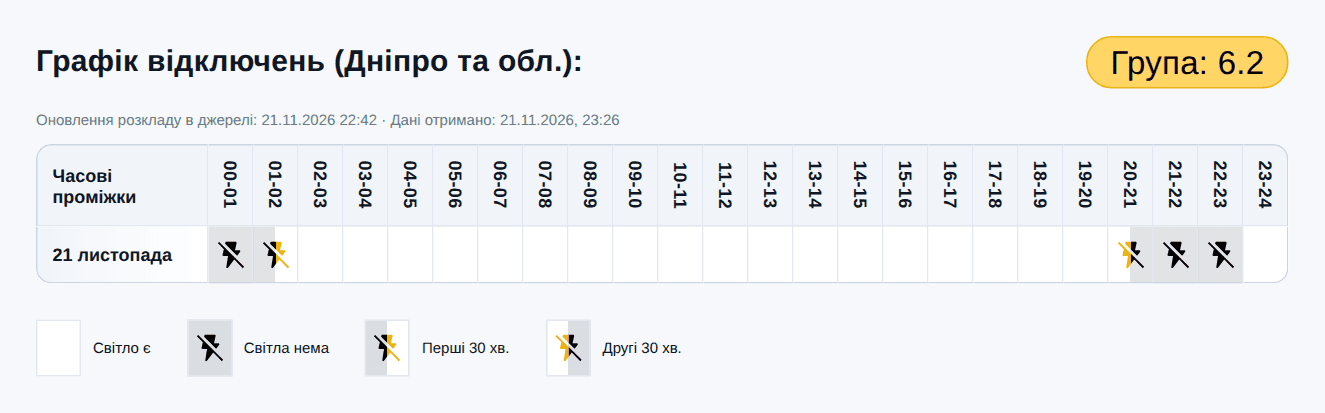 Графік відключень (Дніпро та обл.):
Група: 6.2
Оновлення розкладу в джерелі: 21.11.2026 22:42 · Дані отримано: 21.11.2026, 23:26
Часові
проміжки
00-01
01-02
02-03
03-04
04-05
05-06
06-07
07-08
08-09
09-10
10-11
11-12
12-13
13-14
14-15
15-16
16-17
17-18
18-19
19-20
20-21
21-22
22-23
23-24
21 листопада
Світло є
Світла нема
Перші 30 хв.
Другі 30 хв.